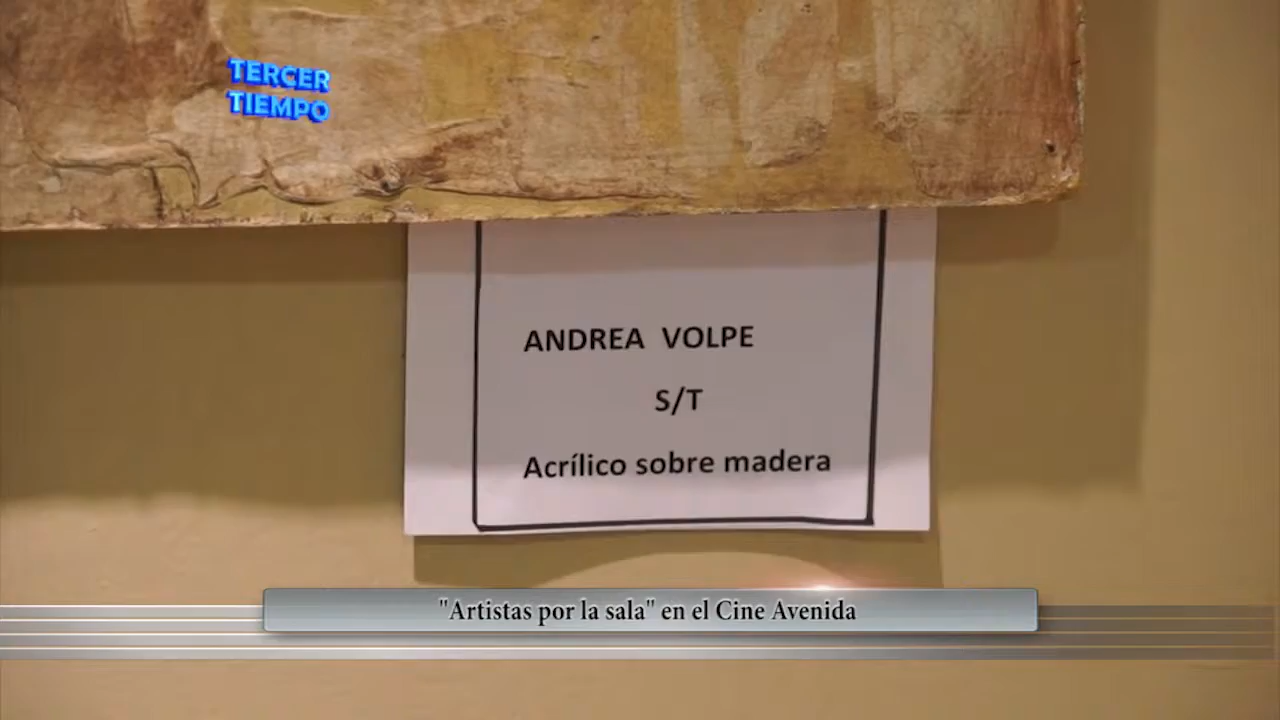 TERCER
TIEMPO
ANDREA VOLPE
S/T
Acrílico sobre madera
"Artistas por la sala" en el Cine Avenida